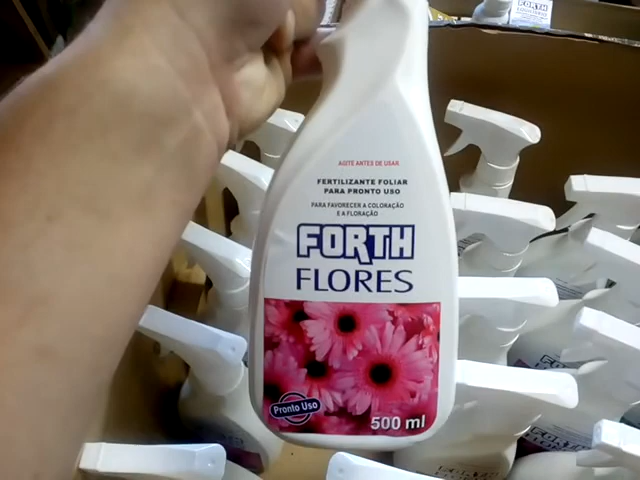 AGITE ANTES DE USAR
FERTILIZANTE FOLIAR
PARA PRONTO USO
PARA FAVORECER A COLORAÇÃO
E A FLORAÇÃO
FORTH
FLORES
Pronto Uso
500 ml
FORTH
FLORES